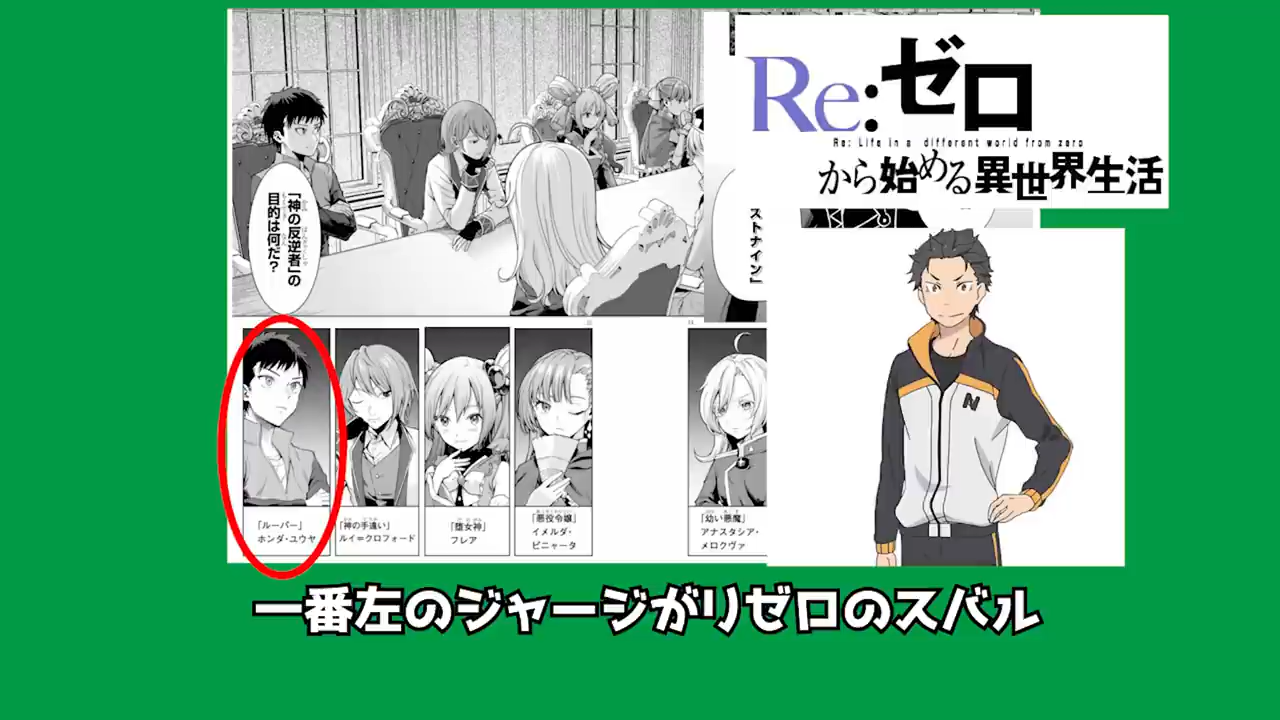 「神の反逆者」の
目的は何だ?
ストナイン』
Re:ゼロ
Re: Life in a different world from zero
から始める異世界生活
N
「ルーパー」
ホンダ・ユウヤ
「神の手違い」
ルイ=クロフォード
「堕女神」
フレア
「悪役令嬢」
イメルダ・
ビニャータ
「幼い悪魔」
アナスタシア・
メロクヴァ
一番左のジャージがリゼロのスバル